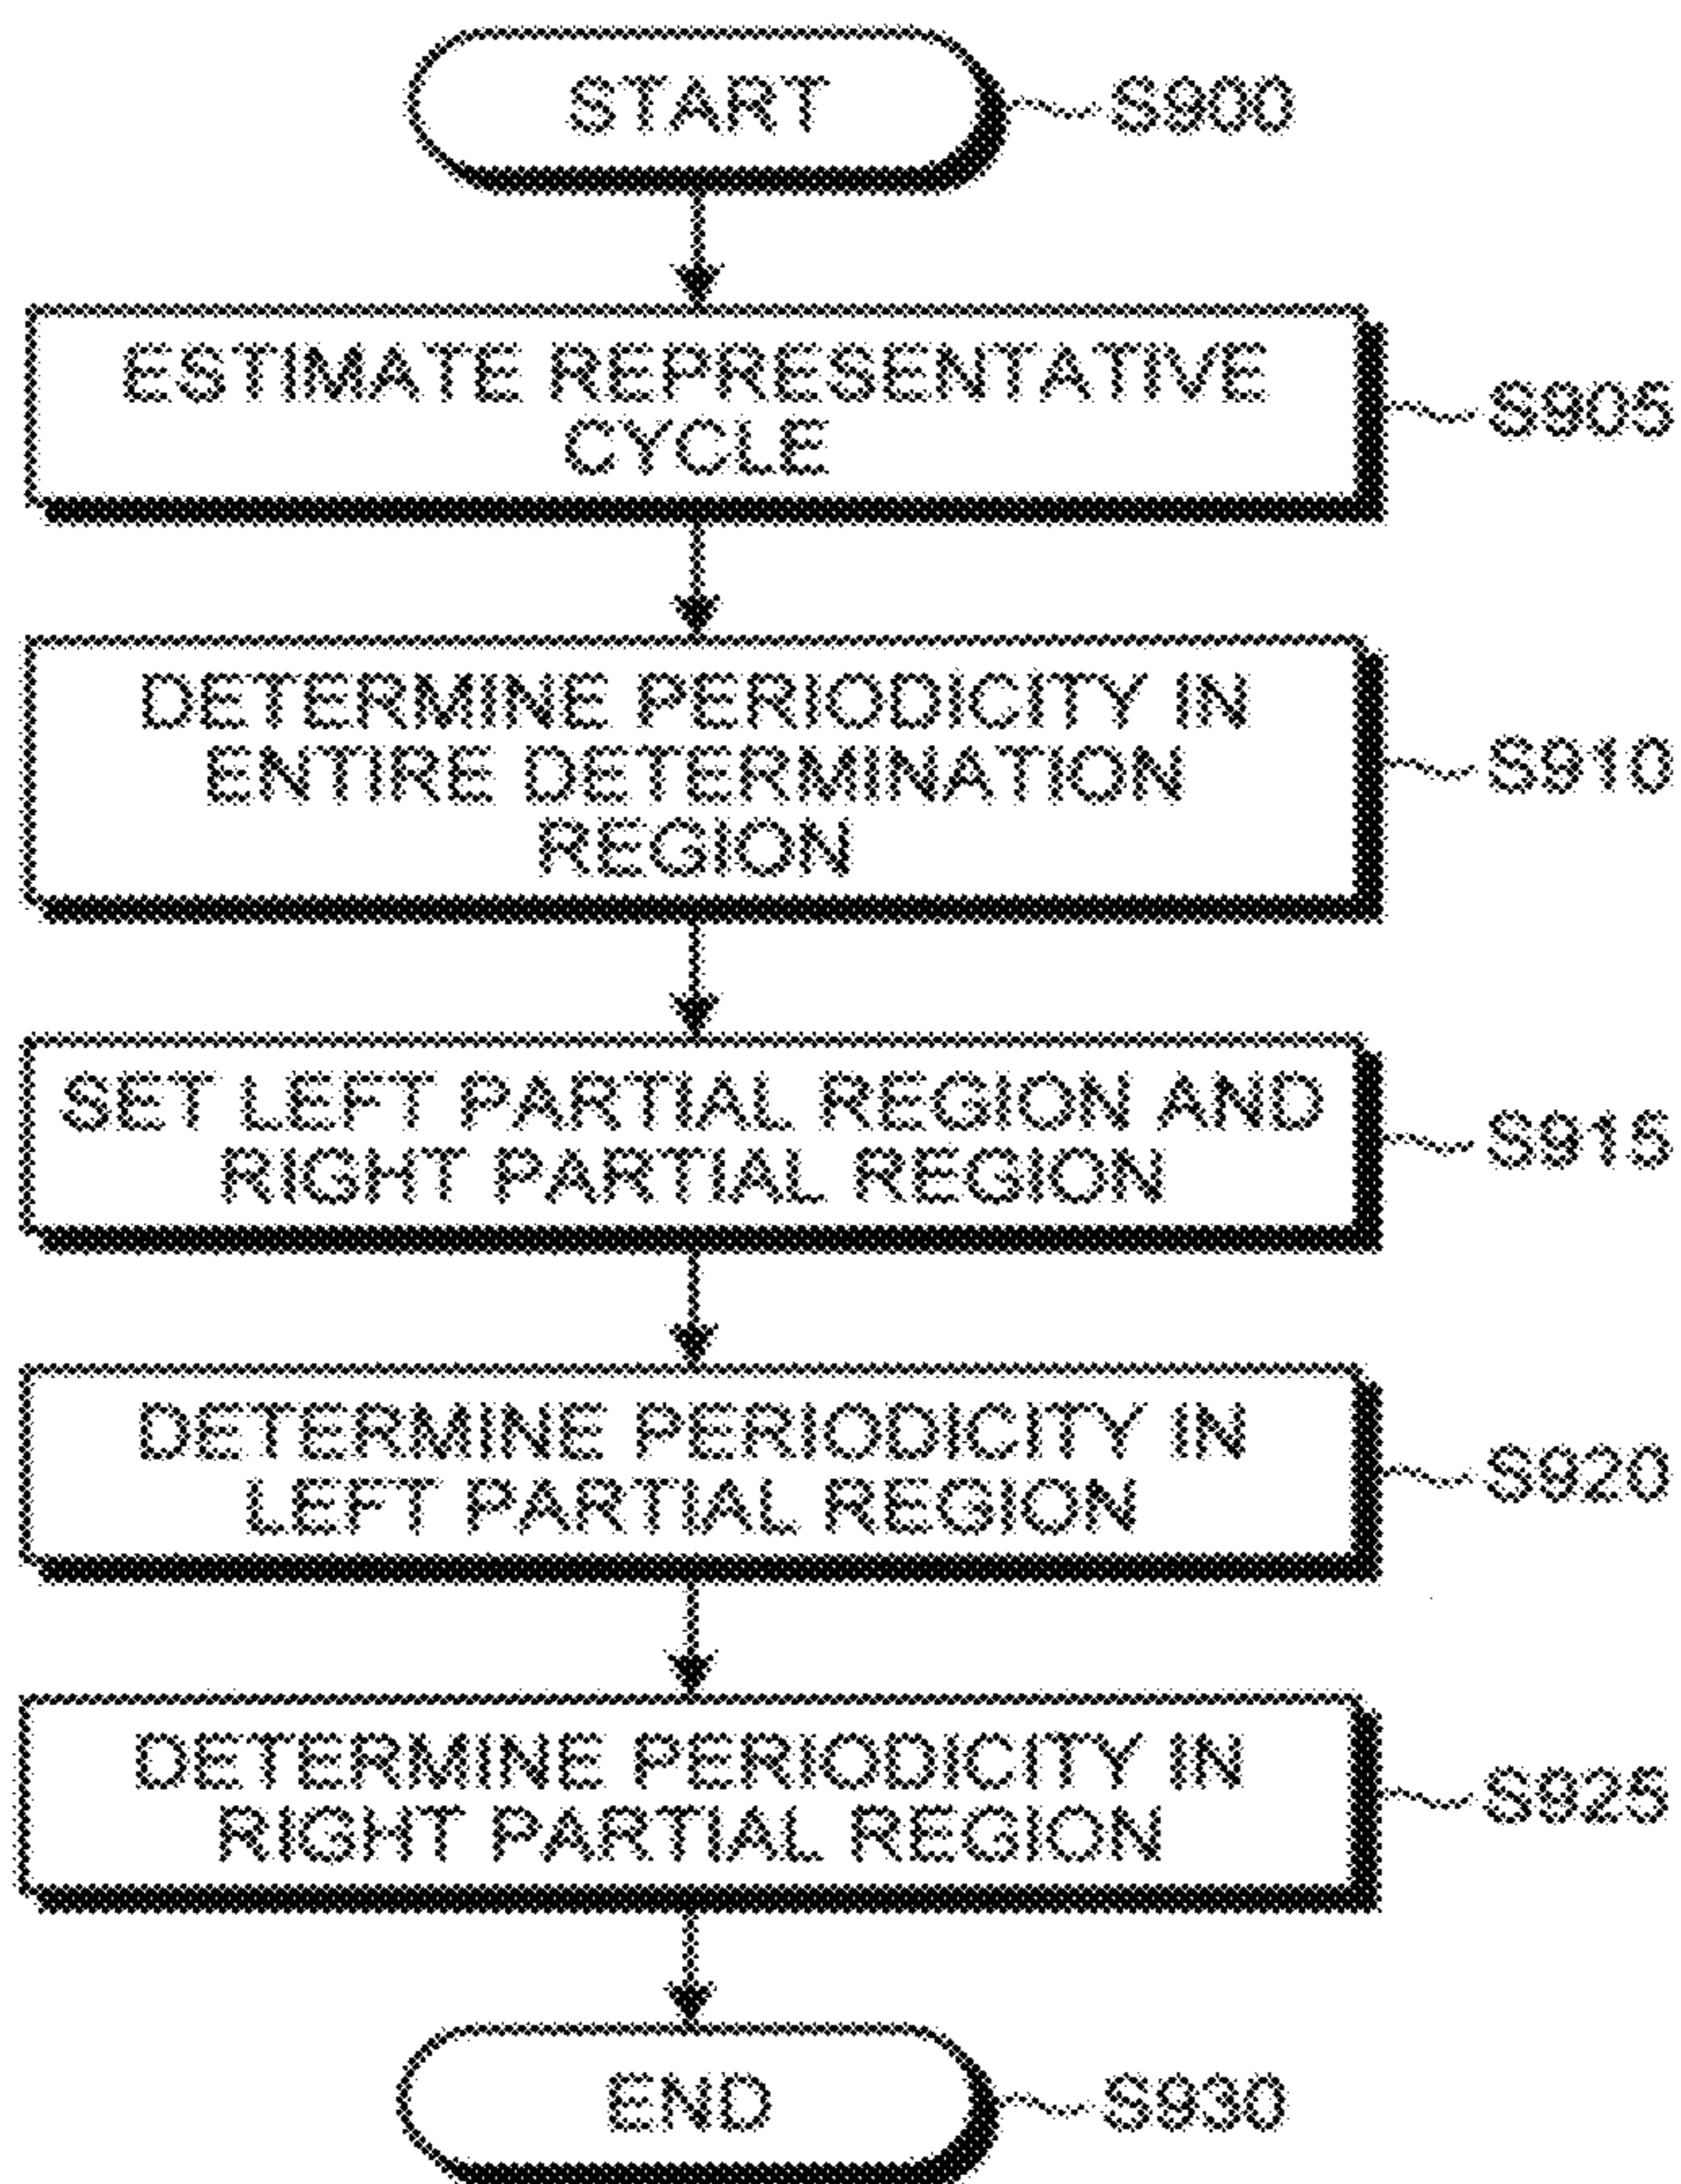 START
S900
ESTIMATE REPRESENTATIVE
CYCLE
S905
DETERMINE PERIODICITY IN
ENTIRE DETERMINATION
REGION
S910
SET LEFT PARTIAL REGION AND
RIGHT PARTIAL REGION
S915
DETERMINE PERIODICITY IN
LEFT PARTIAL REGION
S920
DETERMINE PERIODICITY IN
RIGHT PARTIAL REGION
S925
END
S930